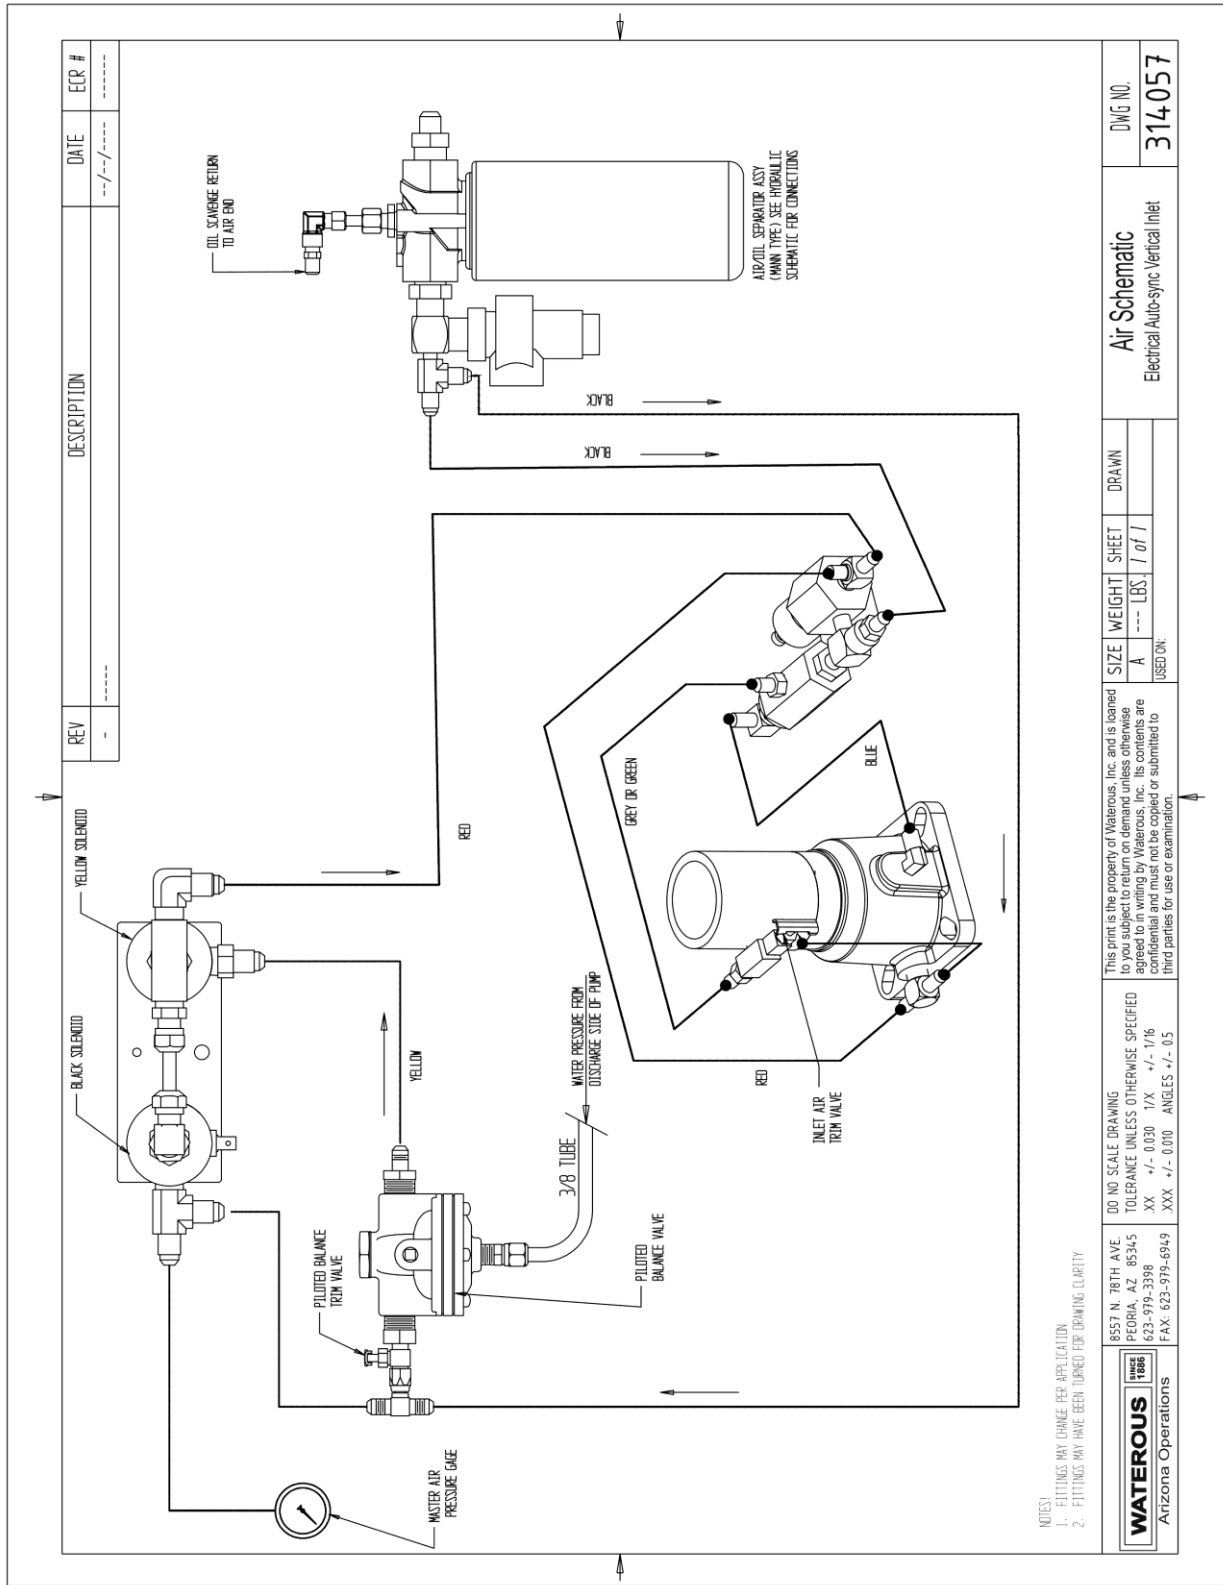 REV
DESCRIPTION
DATE
ECR #
-
-----
--/--/----
-----
BLACK SOLENOID
YELLOW SOLENOID
OIL SCAVENGE RETURN
TO AIR END
AIR/OIL SEPARATOR ASSY
(MANN TYPE) SEE HYDRAULIC
SCHEMATIC FOR CONNECTIONS
RED
BLACK
BLACK
YELLOW
GREY OR GREEN
BLUE
RED
MASTER AIR
PRESSURE GAGE
PILOTED BALANCE
TRIM VALVE
PILOTED
BALANCE VALVE
3/8 TUBE
WATER PRESSURE FROM
DISCHARGE SIDE OF PUMP
INLET AIR
TRIM VALVE
NOTES!
1. FITTINGS MAY CHANGE PER APPLICATION
2. FITTINGS MAY HAVE BEEN TURNED FOR DRAWING CLARITY
WATEROUS
SINCE
1886
Arizona Operations
8557 N. 78TH AVE.
PEORIA, AZ 85345
623-979-3398
FAX: 623-979-6949
DO NO SCALE DRAWING
TOLERANCE UNLESS OTHERWISE SPECIFIED
.XX +/- 0.030 1/X +/- 1/16
.XXX +/- 0.010 ANGLES +/- 0.5
This print is the property of Waterous, Inc. and is loaned
to you subject to return on demand unless otherwise
agreed to in writing by Waterous, Inc. Its contents are
confidential and must not be copied or submitted to
third parties for use or examination.
SIZE
WEIGHT
SHEET
DRAWN
A
--- LBS.
1 of 1
USED ON:
Air Schematic
Electrical Auto-sync Vertical Inlet
DWG NO.
314057